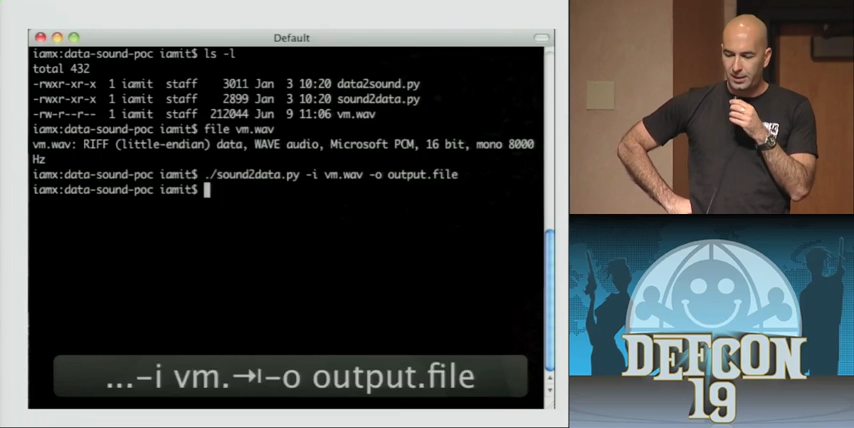 Default
iamx:data-sound-poc iamit$ ls -l
total 432
-rwxr-xr-x 1 iamit staff 3011 Jan 3 10:20 data2sound.py
-rwxr-xr-x 1 iamit staff 2899 Jan 3 10:20 sound2data.py
-rw-r--r-- 1 iamit staff 212044 Jun 9 11:06 vm.wav
iamx:data-sound-poc iamit$ file vm.wav
vm.wav: RIFF (little-endian) data, WAVE audio, Microsoft PCM, 16 bit, mono 8000
Hz
iamx:data-sound-poc iamit$ ./sound2data.py -i vm.wav -o output.file
iamx:data-sound-poc iamit$
...-i vm.⇥-o output.file
DEFCON
19